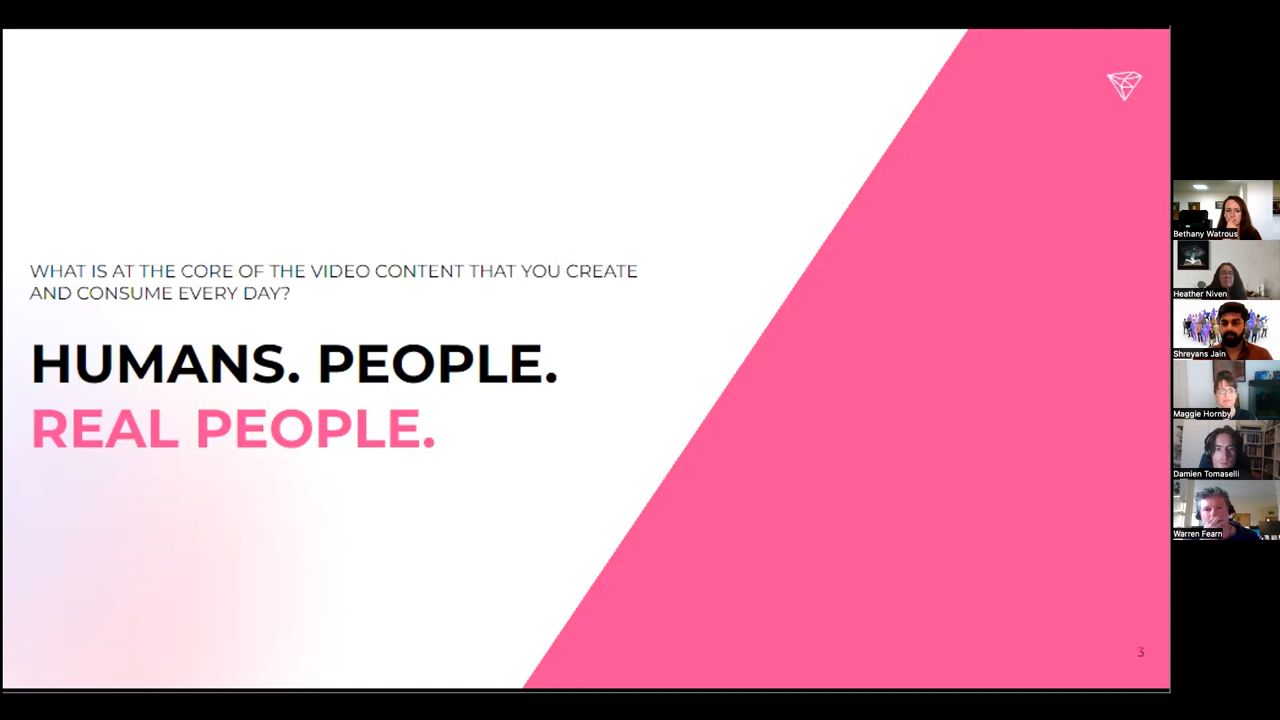 WHAT IS AT THE CORE OF THE VIDEO CONTENT THAT YOU CREATE
AND CONSUME EVERY DAY?
HUMANS. PEOPLE.
REAL PEOPLE.
3
Bethany Watrous
Heather Niven
Shreyans Jain
Maggie Hornby
Damien Tomaselli
Warren Fearn